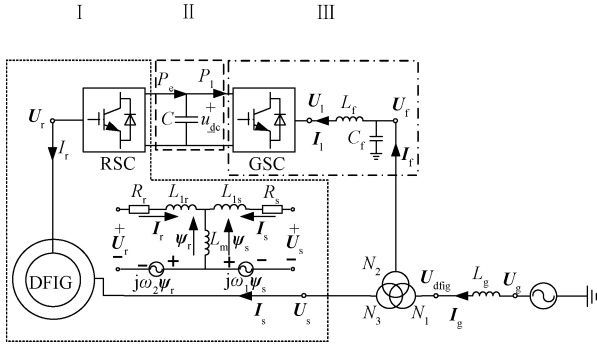 I II III
P_e P_1
U_r
I_r
C u_dc
+
−
RSC GSC
U_1 L_f U_f
I_1 C_f I_f
R_r L_1r L_1s R_s
+ I_r ψ_r L_m ψ_s I_s +
U_r U_s
− − + + − −
jω_2ψ_r jω_1ψ_s
DFIG
I_s U_s
N_2
N_3 N_1
U_dfig L_g U_g
I_g